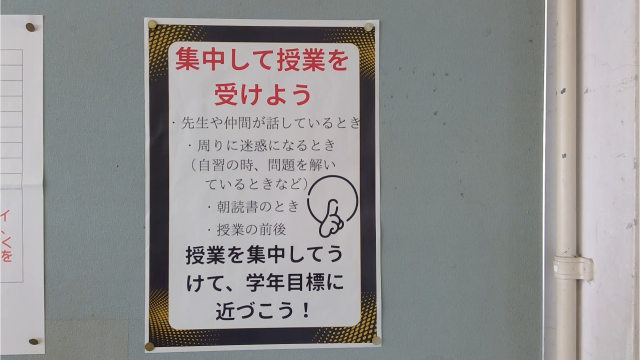 集中して授業を
受けよう
・先生や仲間が話しているとき
・周りに迷惑になるとき
（自習の時、問題を解い
ているときなど）
・朝読書のとき
・授業の前後
授業を集中してう
けて、学年目標に
近づこう！
イ
くを